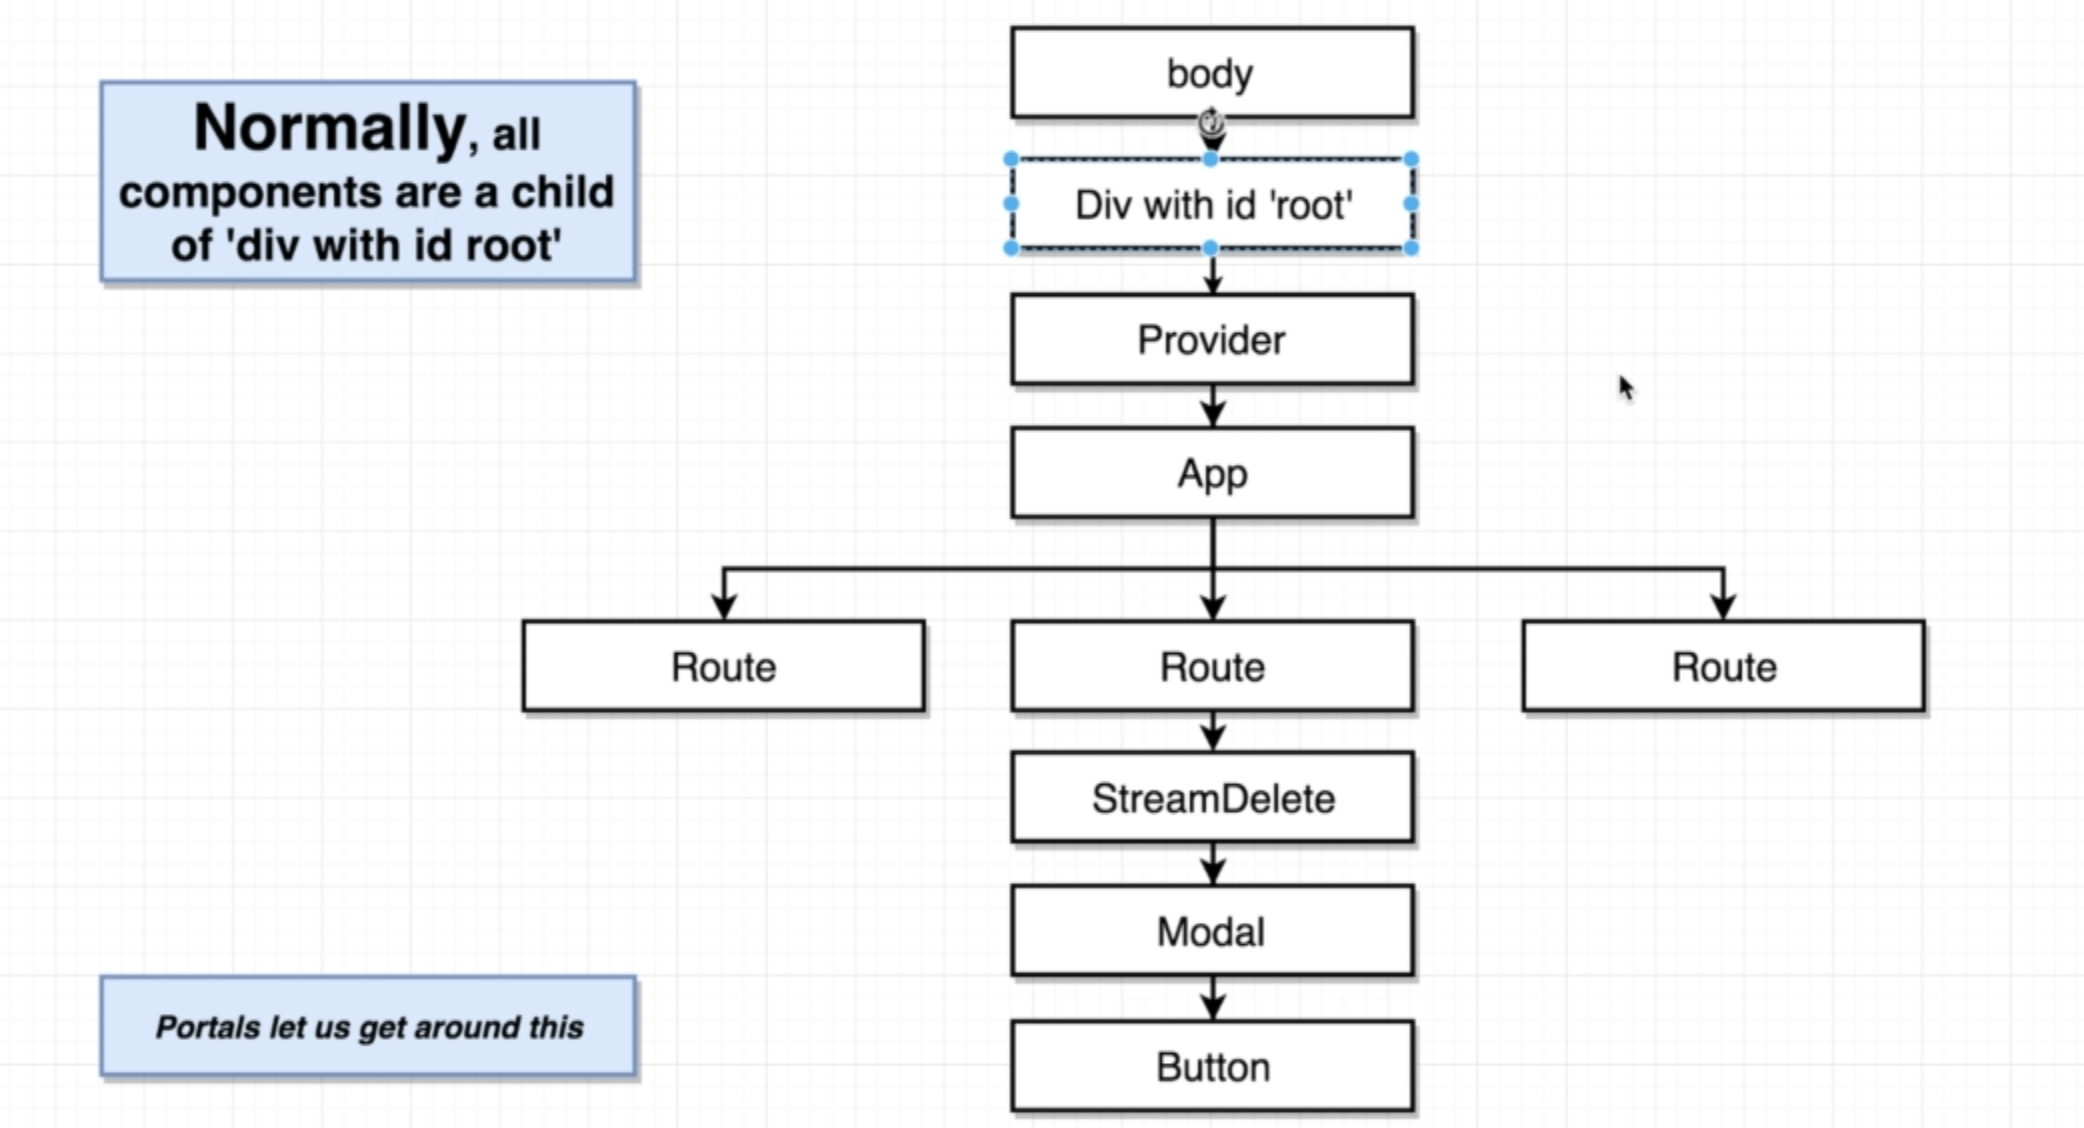 body
Normally, all
components are a child
of 'div with id root'
Div with id 'root'
Provider
App
Route
Route
Route
StreamDelete
Modal
Portals let us get around this
Button